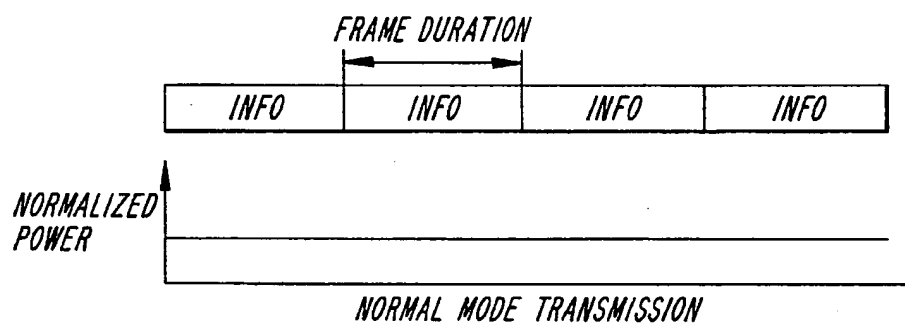 FRAME DURATION
INFO INFO INFO INFO
NORMALIZED
POWER
NORMAL MODE TRANSMISSION